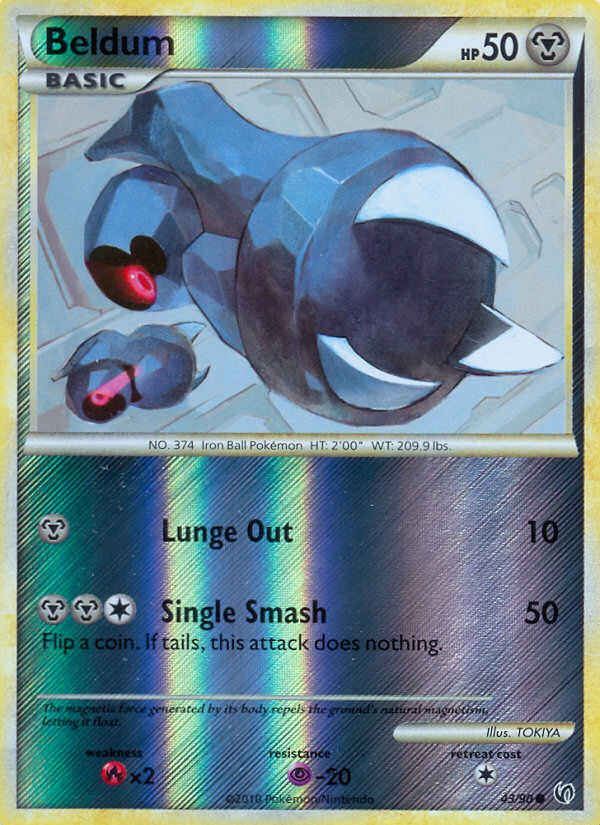 Beldum
HP 50
BASIC
NO. 374 Iron Ball Pokémon HT: 2'00" WT: 209.9 lbs.
Lunge Out 10
Single Smash 50
Flip a coin. If tails, this attack does nothing.
The magnetic force generated by its body repels the ground's natural magnetism,
letting it float.
Illus. TOKIYA
weakness resistance retreat cost
×2 -20
©2010 Pokémon/Nintendo 43/90